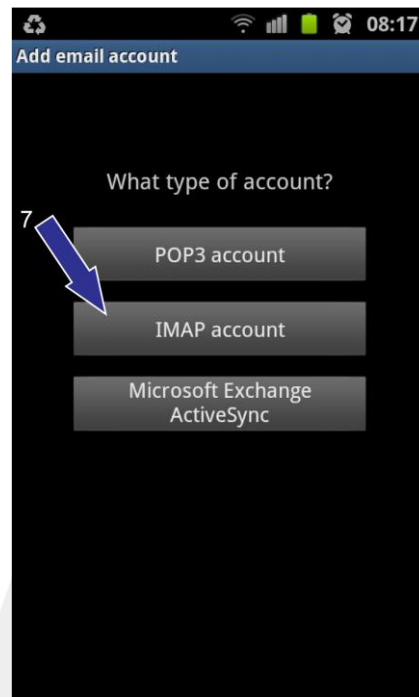 08:17
Add email account
What type of account?
7
POP3 account
IMAP account
Microsoft Exchange
ActiveSync